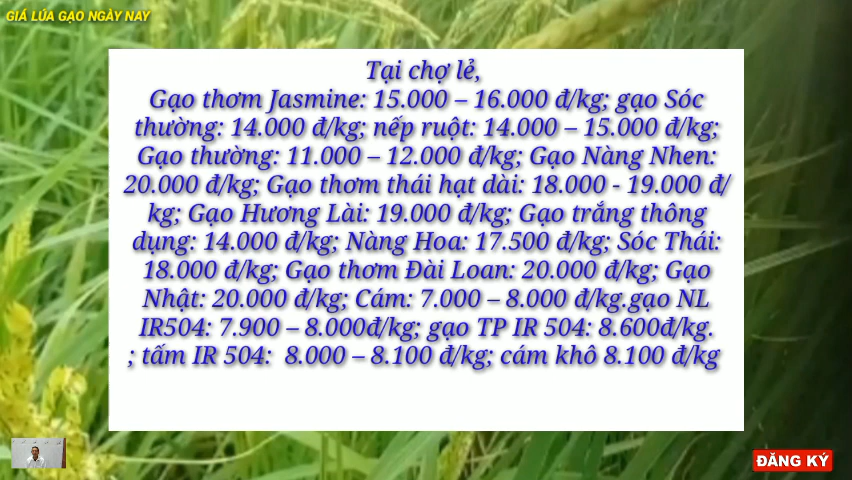 GIÁ LÚA GẠO NGÀY NAY
Tại chợ lẻ,
Gạo thơm Jasmine: 15.000 – 16.000 đ/kg; gạo Sóc
thường: 14.000 đ/kg; nếp ruột: 14.000 – 15.000 đ/kg;
Gạo thường: 11.000 – 12.000 đ/kg; Gạo Nàng Nhen:
20.000 đ/kg; Gạo thơm thái hạt dài: 18.000 - 19.000 đ/
kg; Gạo Hương Lài: 19.000 đ/kg; Gạo trắng thông
dụng: 14.000 đ/kg; Nàng Hoa: 17.500 đ/kg; Sóc Thái:
18.000 đ/kg; Gạo thơm Đài Loan: 20.000 đ/kg; Gạo
Nhật: 20.000 đ/kg; Cám: 7.000 – 8.000 đ/kg.gạo NL
IR504: 7.900 – 8.000đ/kg; gạo TP IR 504: 8.600đ/kg.
; tấm IR 504:  8.000 – 8.100 đ/kg; cám khô 8.100 đ/kg
ĐĂNG KÝ